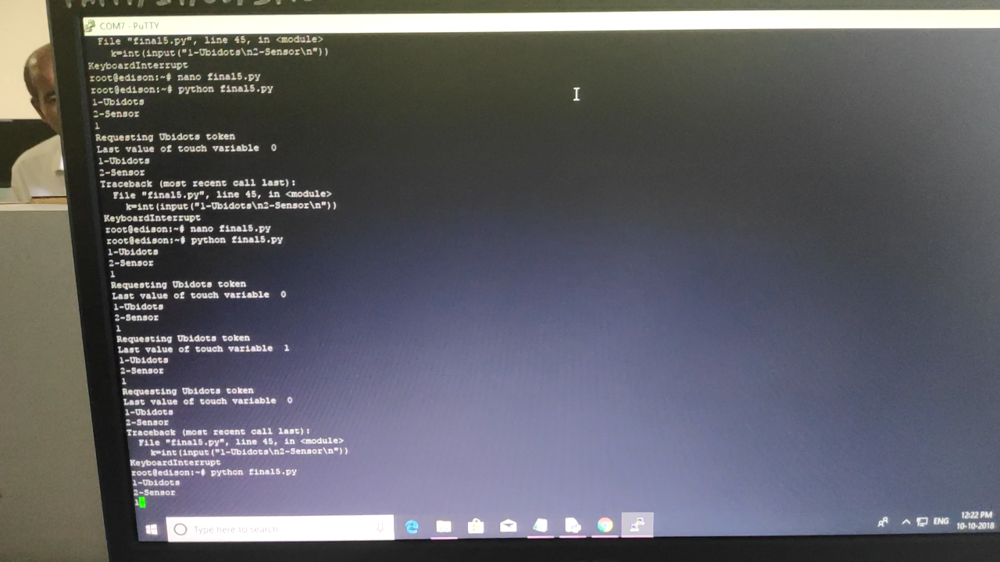 COM7 - PuTTY
File "final5.py", line 45, in <module>
k=int(input("1-Ubidots\n2-Sensor\n"))
KeyboardInterrupt
root@edison:~# nano final5.py
root@edison:~# python final5.py
1-Ubidots
2-Sensor
1
Requesting Ubidots token
Last value of touch variable 0
1-Ubidots
2-Sensor
Traceback (most recent call last):
File "final5.py", line 45, in <module>
k=int(input("1-Ubidots\n2-Sensor\n"))
KeyboardInterrupt
root@edison:~# nano final5.py
root@edison:~# python final5.py
1-Ubidots
2-Sensor
1
Requesting Ubidots token
Last value of touch variable 0
1-Ubidots
2-Sensor
1
Requesting Ubidots token
Last value of touch variable 1
1-Ubidots
2-Sensor
1
Requesting Ubidots token
Last value of touch variable 0
1-Ubidots
2-Sensor
Traceback (most recent call last):
File "final5.py", line 45, in <module>
k=int(input("1-Ubidots\n2-Sensor\n"))
KeyboardInterrupt
root@edison:~# python final5.py
1-Ubidots
2-Sensor
1
Type here to search
ENG
12:22 PM
10-10-2018